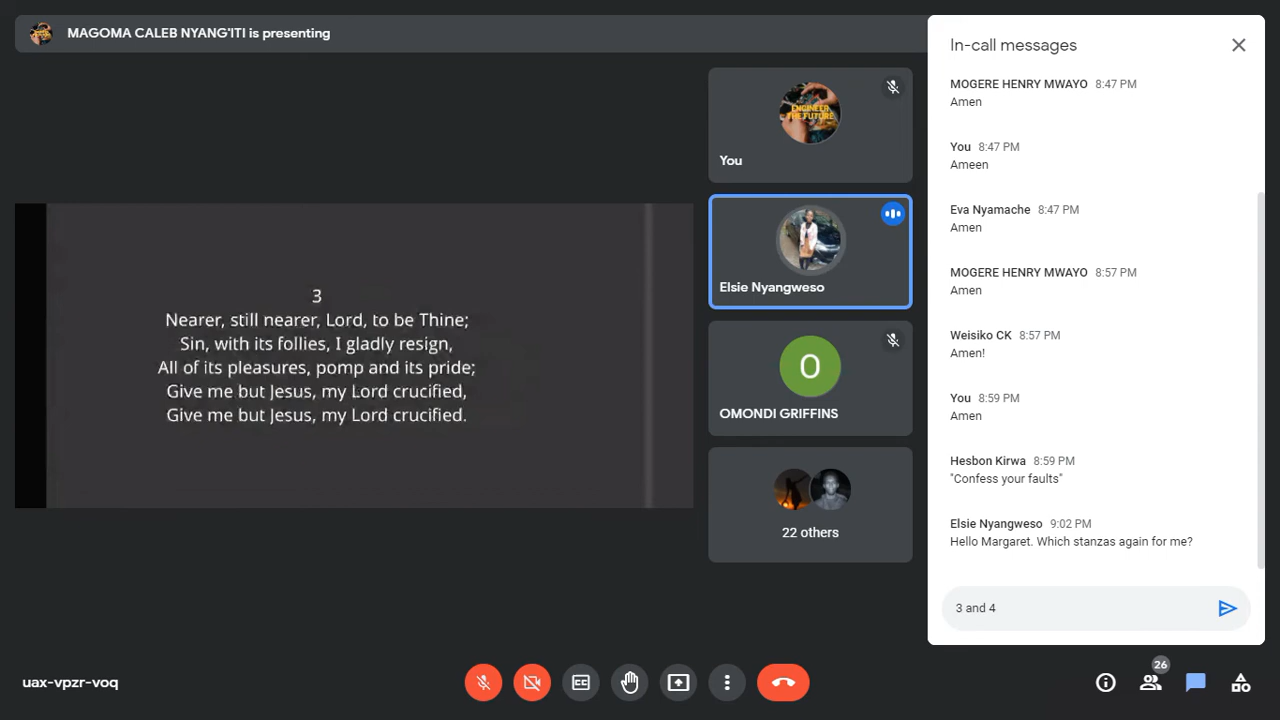 MAGOMA CALEB NYANG'ITI is presenting
3
Nearer, still nearer, Lord, to be Thine;
Sin, with its follies, I gladly resign,
All of its pleasures, pomp and its pride;
Give me but Jesus, my Lord crucified,
Give me but Jesus, my Lord crucified.
ENGINEER
THE FUTURE
You
Elsie Nyangweso
O
OMONDI GRIFFINS
22 others
In-call messages
MOGERE HENRY MWAYO 8:47 PM
Amen
You 8:47 PM
Ameen
Eva Nyamache 8:47 PM
Amen
MOGERE HENRY MWAYO 8:57 PM
Amen
Weisiko CK 8:57 PM
Amen!
You 8:59 PM
Amen
Hesbon Kirwa 8:59 PM
"Confess your faults"
Elsie Nyangweso 9:02 PM
Hello Margaret. Which stanzas again for me?
3 and 4
uax-vpzr-voq
CC
26